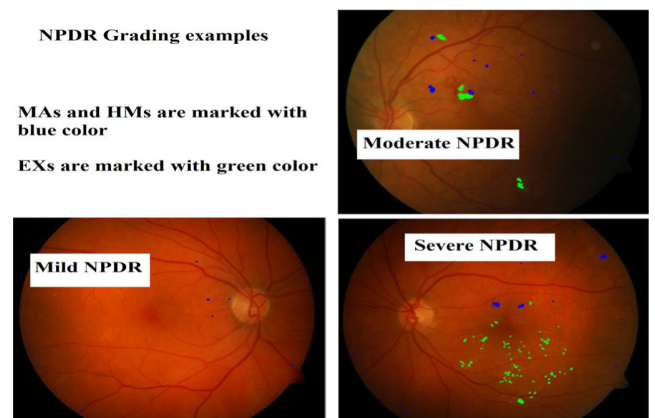 NPDR Grading examples
MAs and HMs are marked with
blue color
EXs are marked with green color
Moderate NPDR
Mild NPDR
Severe NPDR